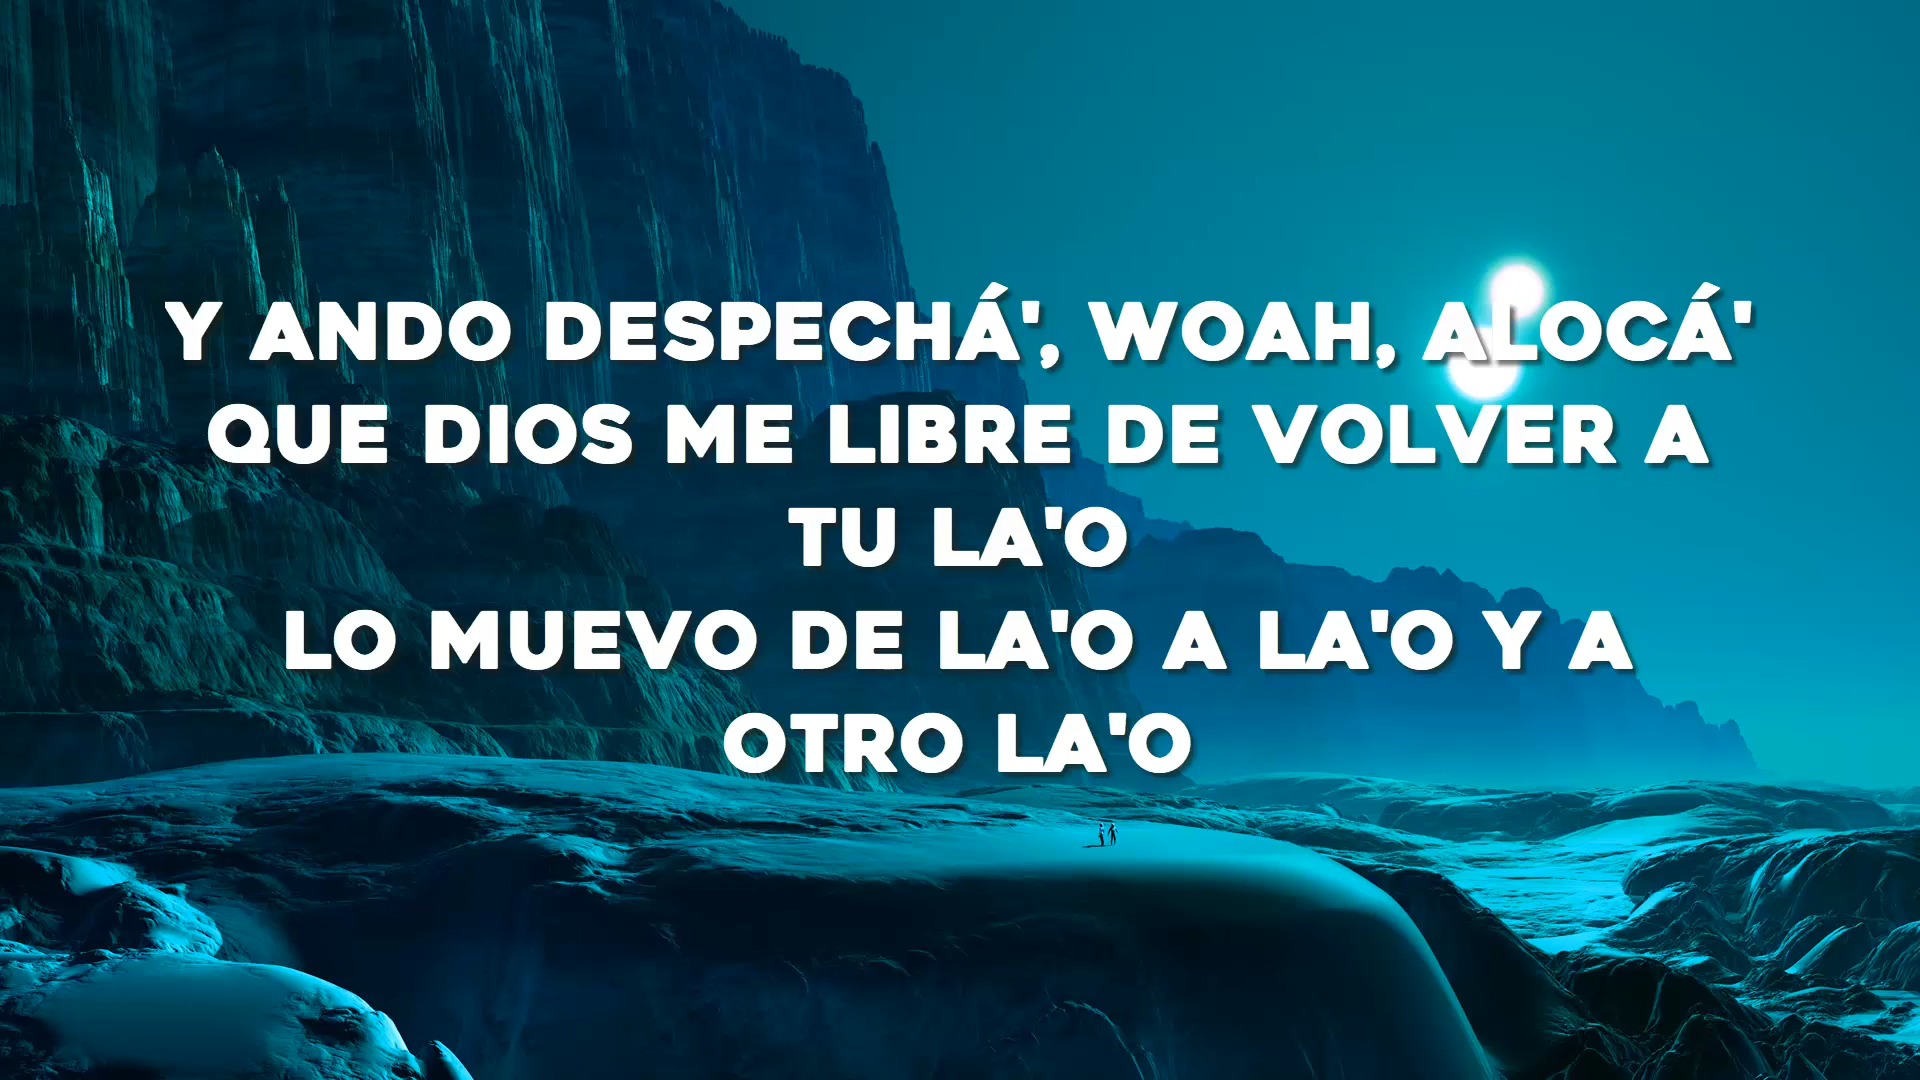 Y ANDO DESPECHÁ', WOAH, ALOCÁ'
QUE DIOS ME LIBRE DE VOLVER A
TU LA'O
LO MUEVO DE LA'O A LA'O Y A
OTRO LA'O